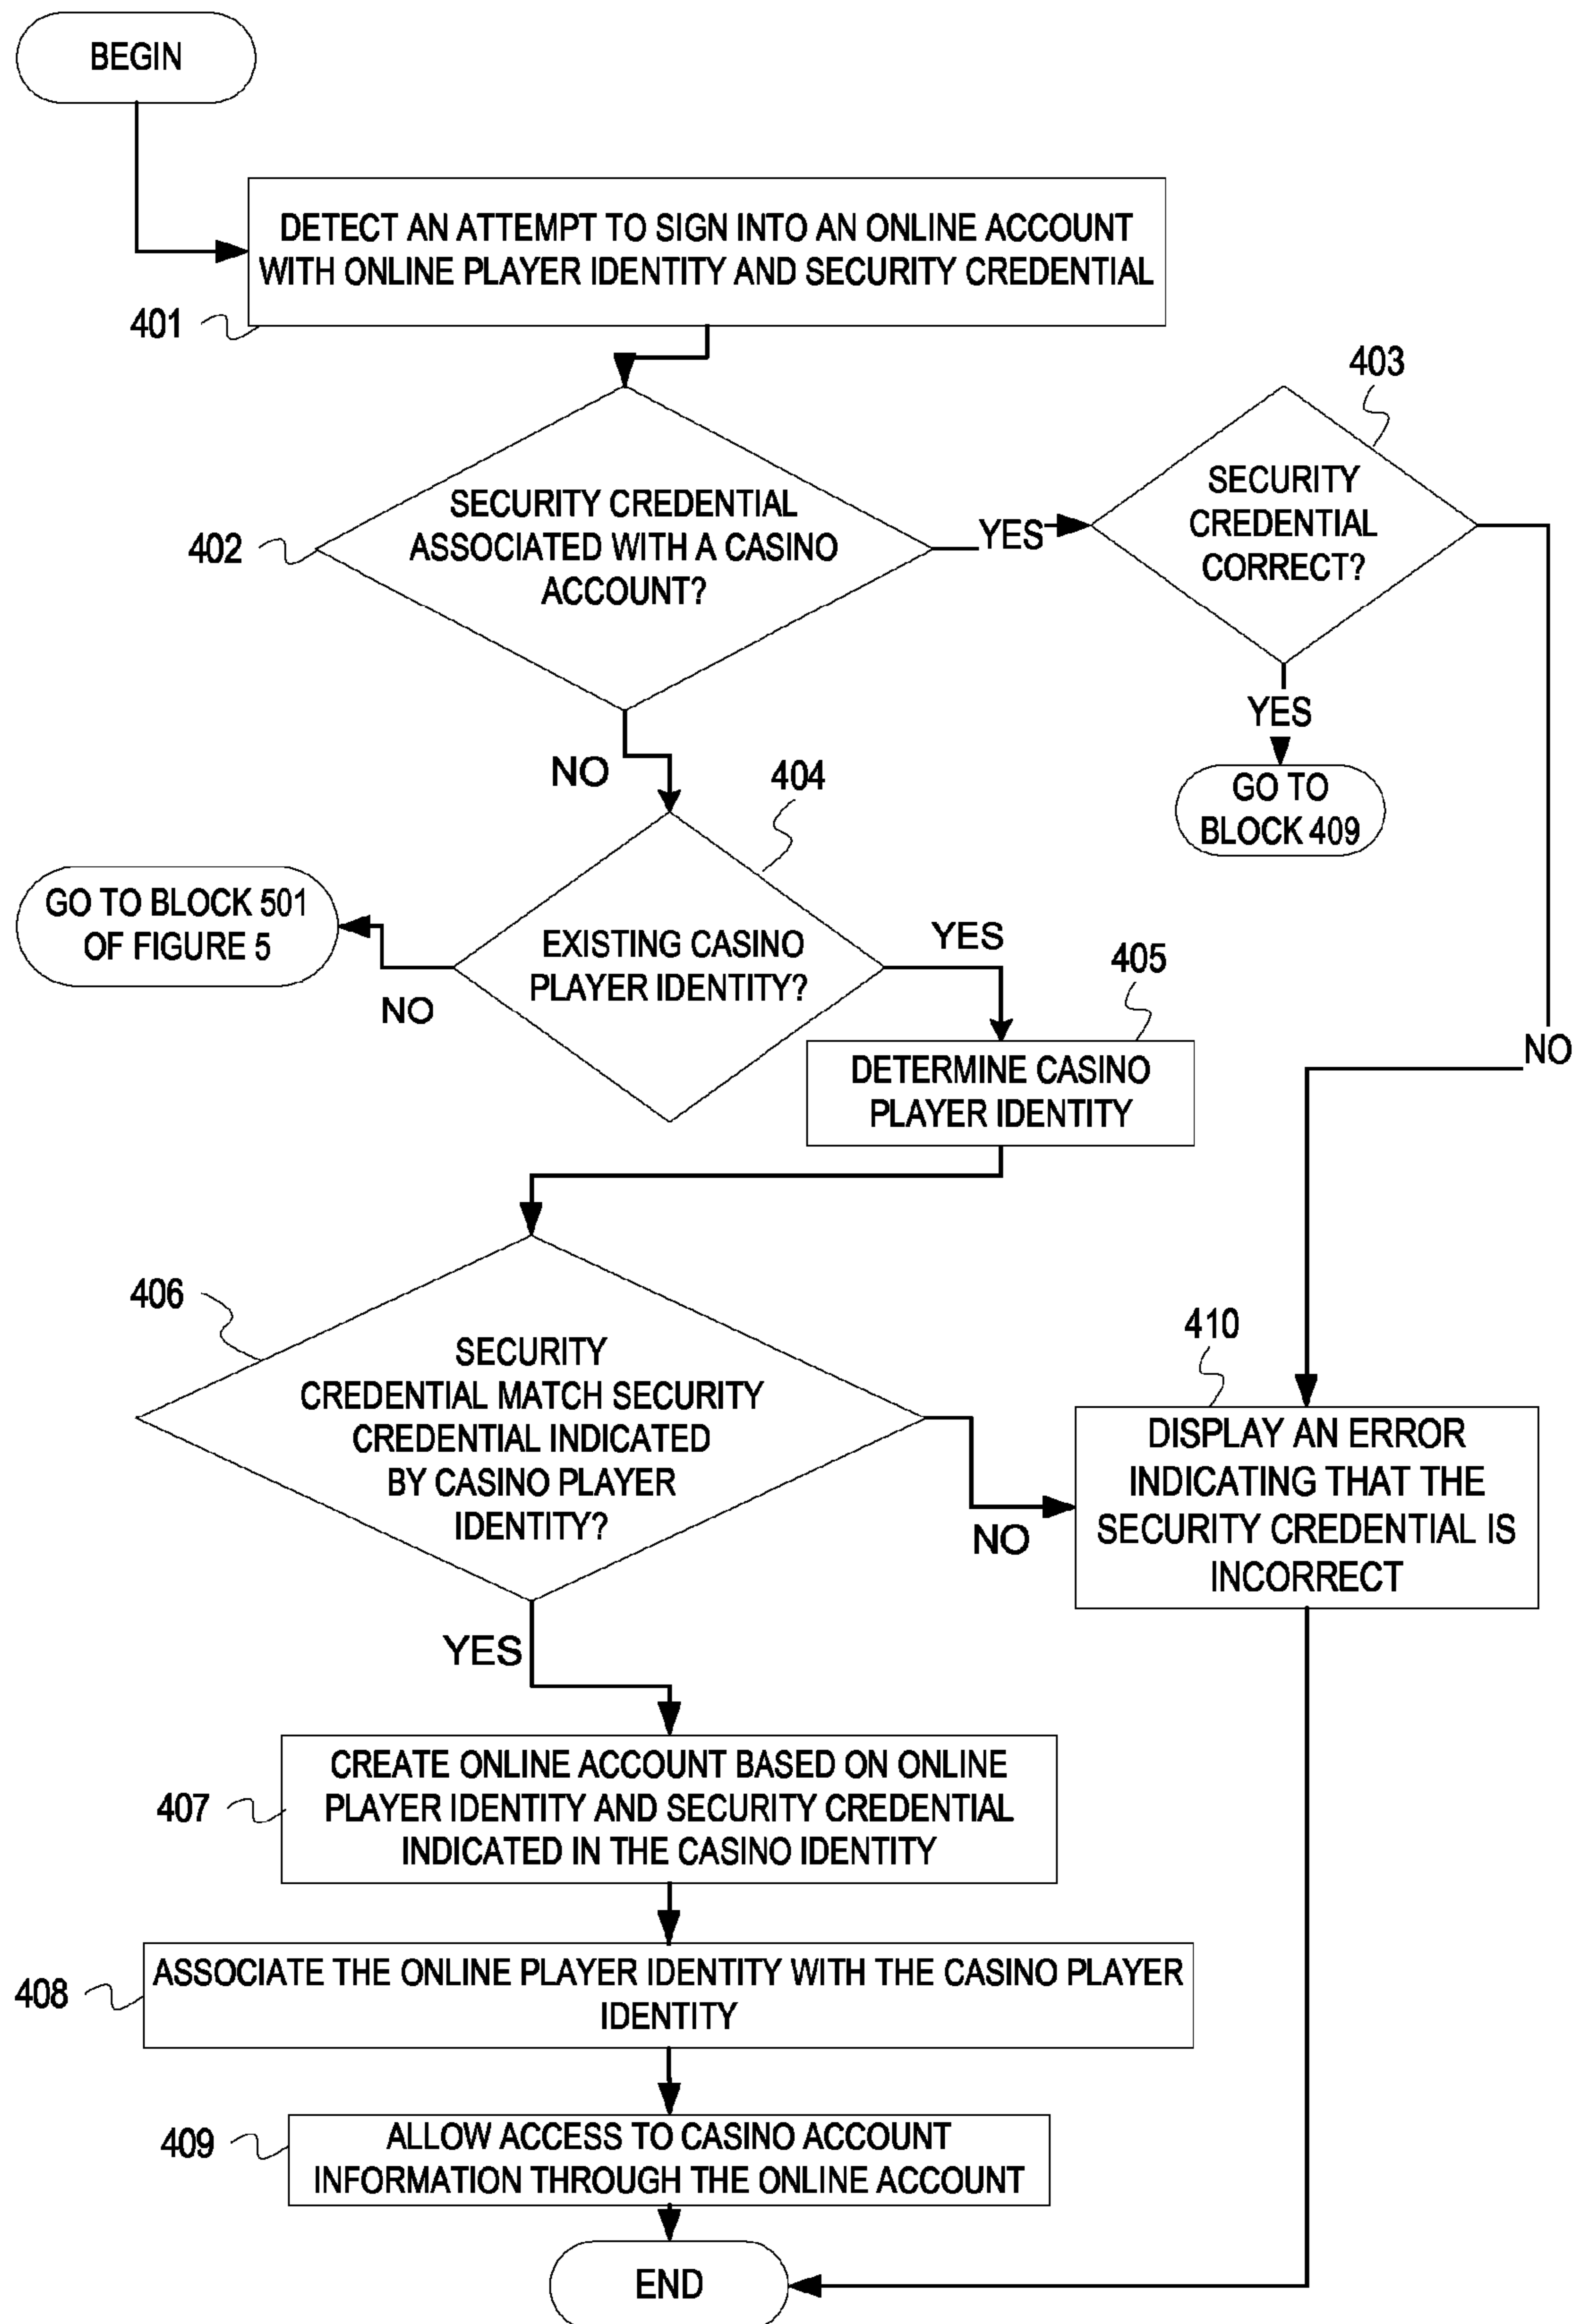 BEGIN
DETECT AN ATTEMPT TO SIGN INTO AN ONLINE ACCOUNT
WITH ONLINE PLAYER IDENTITY AND SECURITY CREDENTIAL
401
403
SECURITY CREDENTIAL
ASSOCIATED WITH A CASINO
ACCOUNT?
402
YES
SECURITY
CREDENTIAL
CORRECT?
YES
GO TO
BLOCK 409
NO
404
GO TO BLOCK 501
OF FIGURE 5
NO
EXISTING CASINO
PLAYER IDENTITY?
YES
405
NO
DETERMINE CASINO
PLAYER IDENTITY
406
SECURITY
CREDENTIAL MATCH SECURITY
CREDENTIAL INDICATED
BY CASINO PLAYER
IDENTITY?
NO
410
DISPLAY AN ERROR
INDICATING THAT THE
SECURITY CREDENTIAL IS
INCORRECT
YES
CREATE ONLINE ACCOUNT BASED ON ONLINE
PLAYER IDENTITY AND SECURITY CREDENTIAL
INDICATED IN THE CASINO IDENTITY
407
ASSOCIATE THE ONLINE PLAYER IDENTITY WITH THE CASINO PLAYER
IDENTITY
408
ALLOW ACCESS TO CASINO ACCOUNT
INFORMATION THROUGH THE ONLINE ACCOUNT
409
END